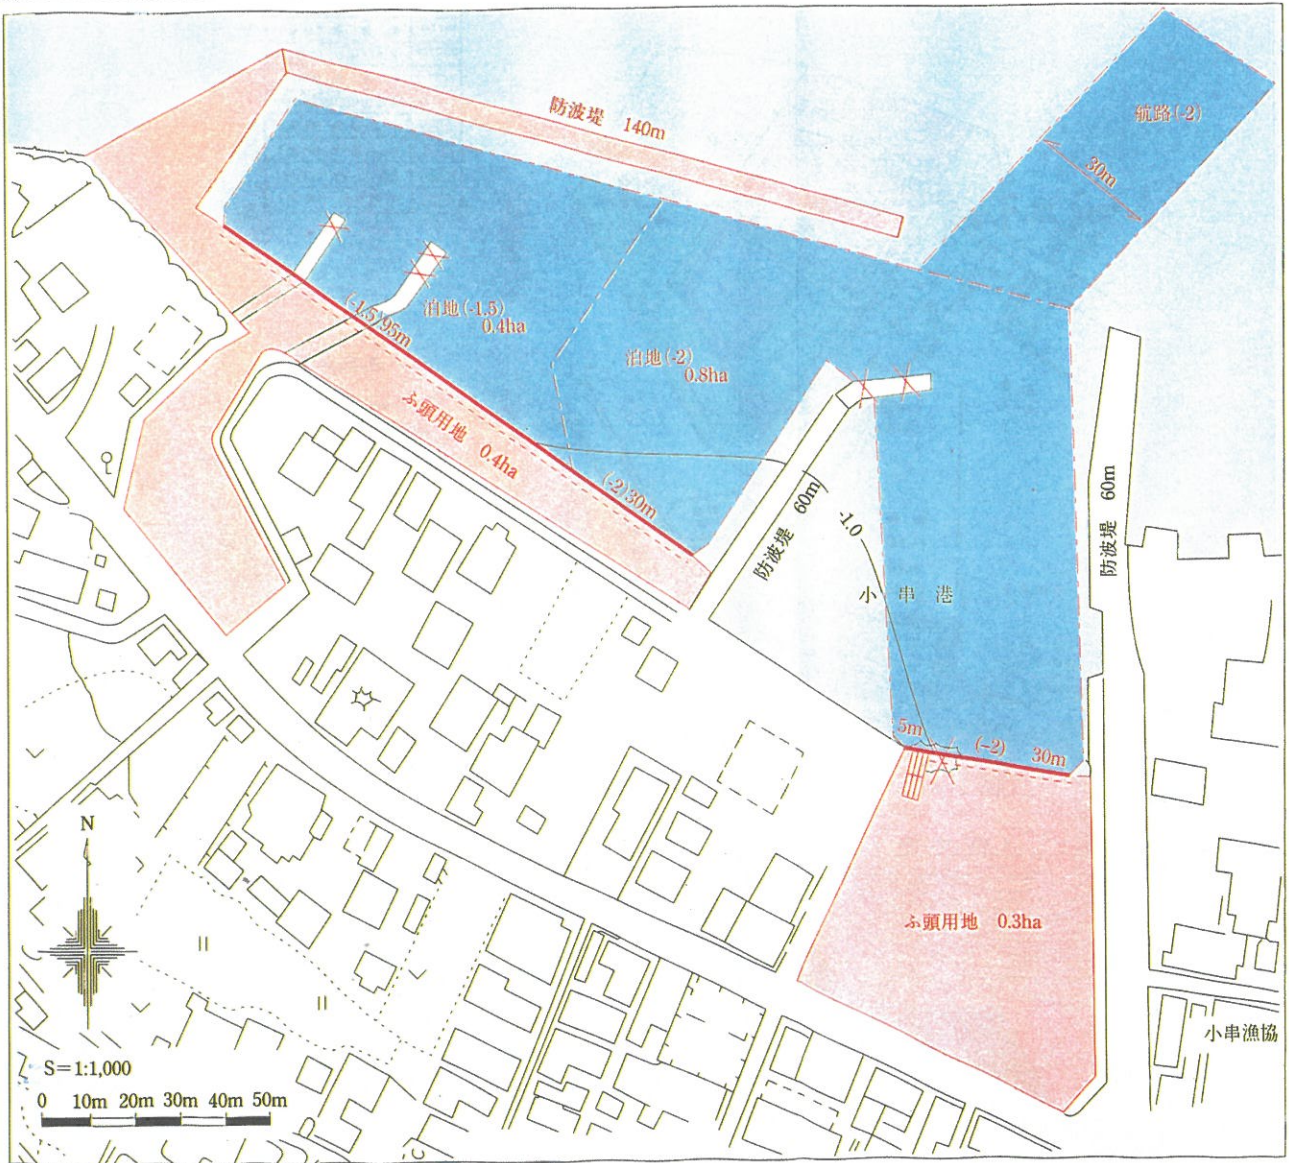 防波堤 140m
航路(-2)
30m
(-1.5)95m
泊地(-1.5)
0.4ha
泊地(-2)
0.8ha
ふ頭用地 0.4ha
(-2)30m
防波堤 60m
-1.0
小串港
防波堤 60m
5m
(-2) 30m
ふ頭用地 0.3ha
小串漁協
N
S=1:1,000
0 10m 20m 30m 40m 50m